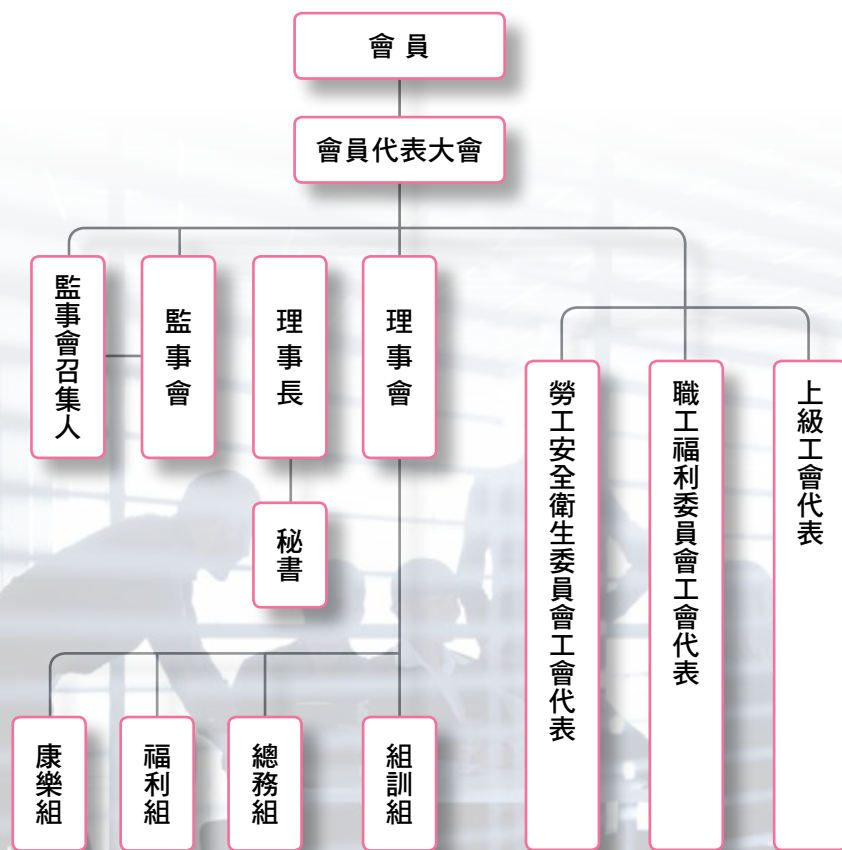 會員
會員代表大會
監事會召集人
監事會
理事長
理事會
秘書
勞工安全衛生委員會工會代表
職工福利委員會工會代表
上級工會代表
康樂組
福利組
總務組
組訓組